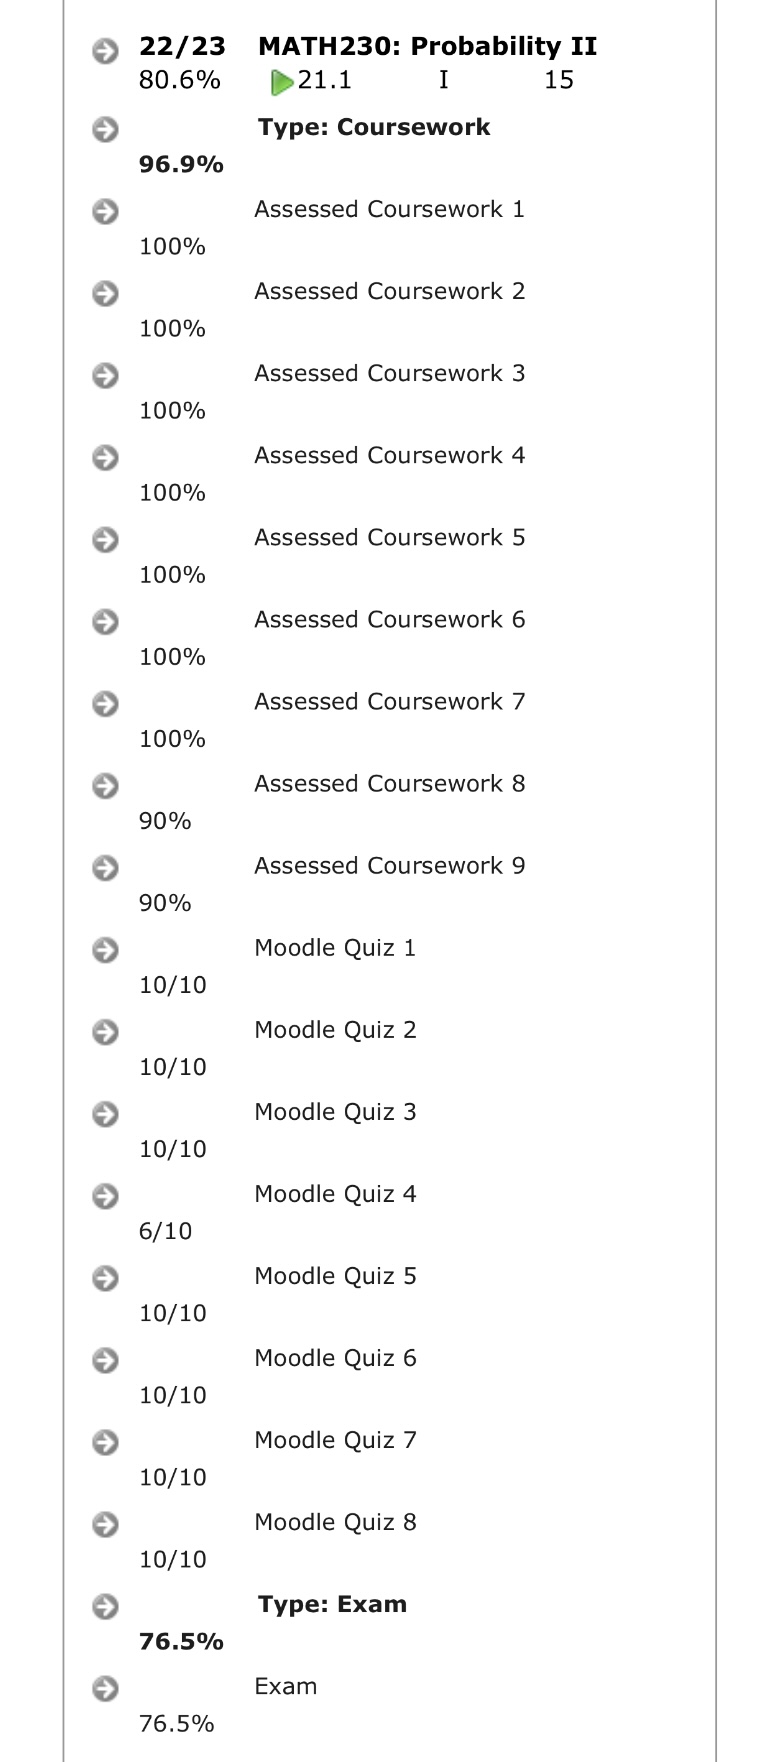 22/23 MATH230: Probability II
80.6% 21.1 I 15
Type: Coursework
96.9%
Assessed Coursework 1
100%
Assessed Coursework 2
100%
Assessed Coursework 3
100%
Assessed Coursework 4
100%
Assessed Coursework 5
100%
Assessed Coursework 6
100%
Assessed Coursework 7
100%
Assessed Coursework 8
90%
Assessed Coursework 9
90%
Moodle Quiz 1
10/10
Moodle Quiz 2
10/10
Moodle Quiz 3
10/10
Moodle Quiz 4
6/10
Moodle Quiz 5
10/10
Moodle Quiz 6
10/10
Moodle Quiz 7
10/10
Moodle Quiz 8
10/10
Type: Exam
76.5%
Exam
76.5%